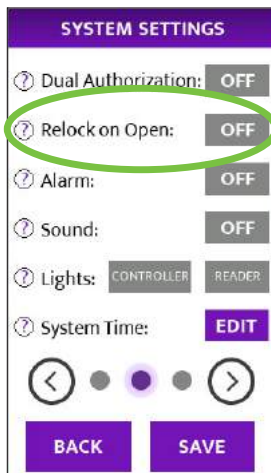 SYSTEM SETTINGS
? Dual Authorization: OFF
? Relock on Open: OFF
? Alarm: OFF
? Sound: OFF
? Lights: CONTROLLER READER
? System Time: EDIT
< >
BACK SAVE